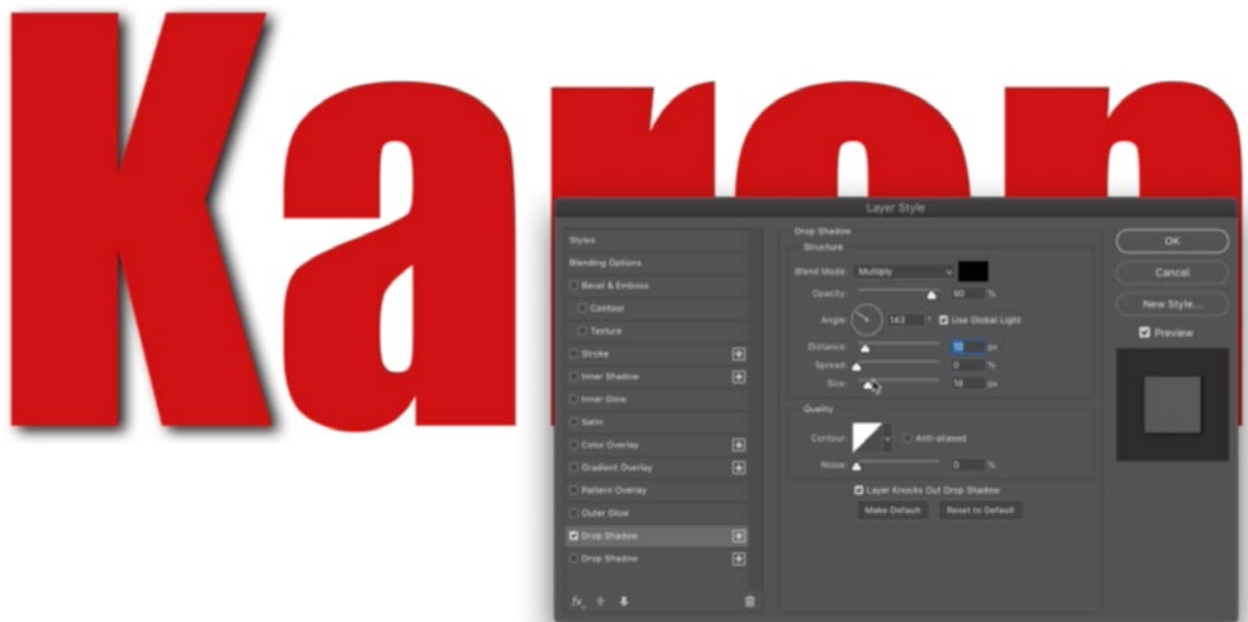 Karen
Layer Style
Styles
Blending Options
Bevel & Emboss
Contour
Texture
Stroke
Inner Shadow
Inner Glow
Satin
Color Overlay
Gradient Overlay
Pattern Overlay
Outer Glow
Drop Shadow
Drop Shadow
fx
Drop Shadow
Structure
Blend Mode: Multiply
Opacity: 90 %
Angle: 143 ° Use Global Light
Distance: 10 px
Spread: 0 %
Size: 18 px
Quality
Contour: Anti-aliased
Noise: 0 %
Layer Knocks Out Drop Shadow
Make Default Reset to Default
OK
Cancel
New Style...
Preview